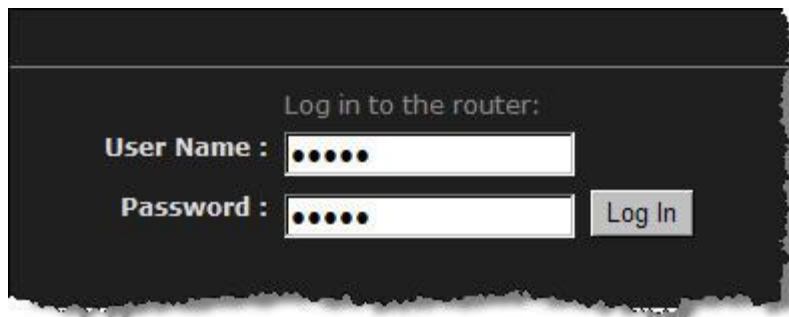 Log in to the router:
User Name : •••••
Password : ••••• Log In